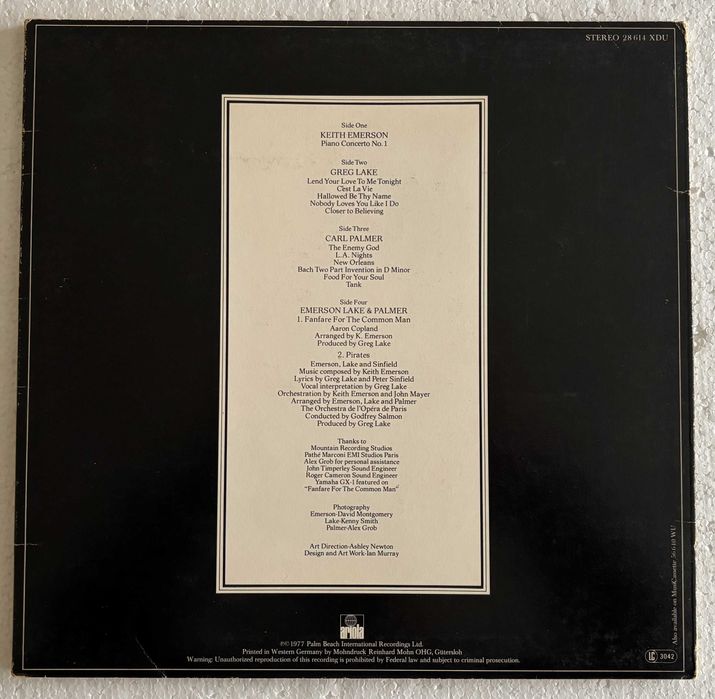 STEREO 28 614 XDU
Side One
KEITH EMERSON
Piano Concerto No. 1
Side Two
GREG LAKE
Lend Your Love To Me Tonight
C'est La Vie
Hallowed Be Thy Name
Nobody Loves You Like I Do
Closer to Believing
Side Three
CARL PALMER
The Enemy God
L.A. Nights
New Orleans
Bach Two Part Invention in D Minor
Food For Your Soul
Tank
Side Four
EMERSON LAKE & PALMER
1. Fanfare For The Common Man
Aaron Copland
Arranged by K. Emerson
Produced by Greg Lake
2. Pirates
Emerson, Lake and Sinfield
Music composed by Keith Emerson
Lyrics by Greg Lake and Peter Sinfield
Vocal interpretation by Greg Lake
Orchestration by Keith Emerson and John Mayer
Arranged by Emerson, Lake and Palmer
The Orchestra de l'Opéra de Paris
Conducted by Godfrey Salmon
Produced by Greg Lake
Thanks to
Mountain Recording Studios
Pathé Marconi EMI Studios Paris
Alex Grob for personal assistance
John Timperley Sound Engineer
Roger Cameron Sound Engineer
Yamaha GX-1 featured on
"Fanfare For The Common Man"
Photography
Emerson-David Montgomery
Lake-Kenny Smith
Palmer-Alex Grob
Art Direction-Ashley Newton
Design and Art Work-Ian Murray
ariola
℗© 1977 Palm Beach International Recordings Ltd.
Printed in Western Germany by Mohndruck Reinhard Mohn OHG, Gütersloh
Warning: Unauthorized reproduction of this recording is prohibited by Federal law and subject to criminal prosecution.
Also available on MusiCassette 56 640 WU
LC 3042